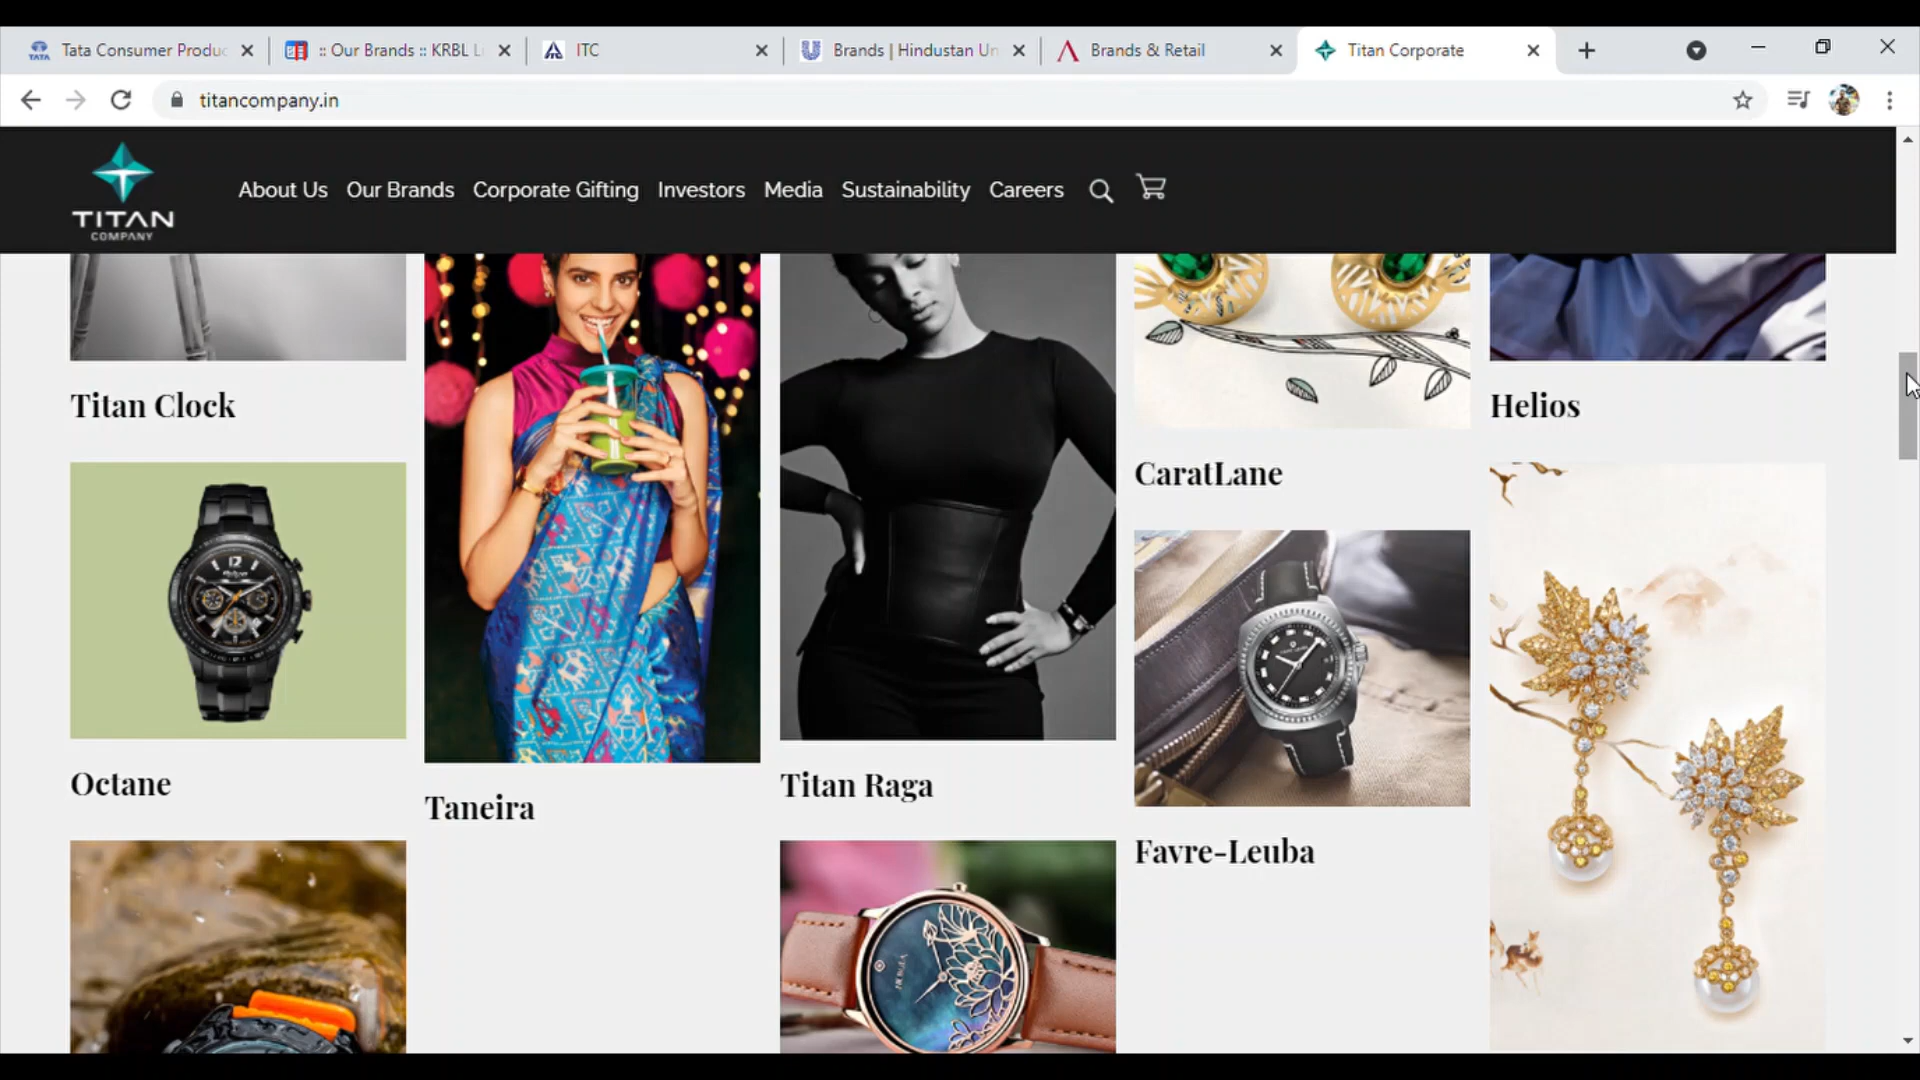 Tata Consumer Produc
:: Our Brands :: KRBL L
ITC
Brands | Hindustan Un
Brands & Retail
Titan Corporate
titancompany.in
TITAN
COMPANY
About Us
Our Brands
Corporate Gifting
Investors
Media
Sustainability
Careers
Titan Clock
Helios
CaratLane
Octane
Taneira
Titan Raga
Favre-Leuba